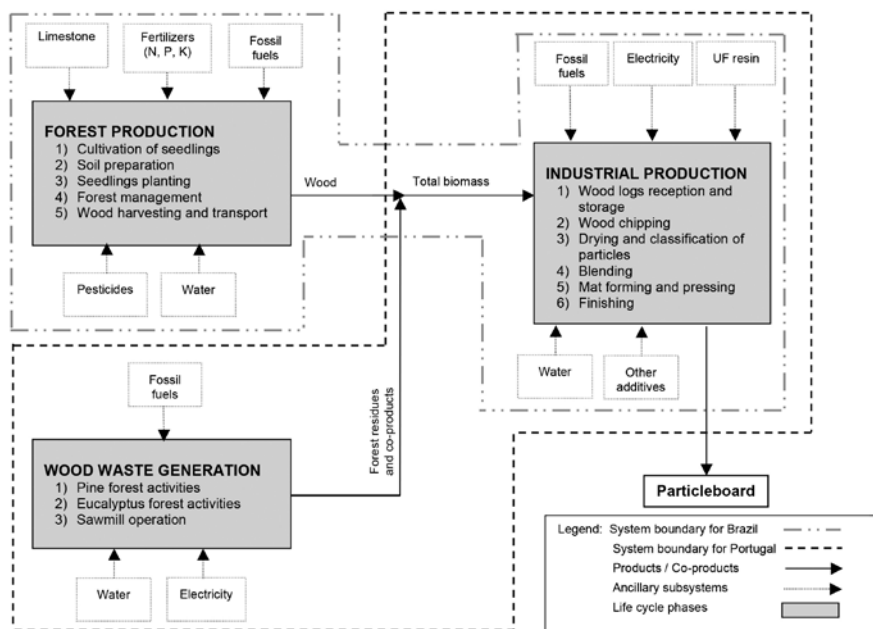 Limestone
Fertilizers
(N, P, K)
Fossil
fuels
FOREST PRODUCTION
1) Cultivation of seedlings
2) Soil preparation
3) Seedlings planting
4) Forest management
5) Wood harvesting and transport
Pesticides
Water
Wood
Total biomass
Fossil
fuels
Electricity
UF resin
INDUSTRIAL PRODUCTION
1) Wood logs reception and
storage
2) Wood chipping
3) Drying and classification of
particles
4) Blending
5) Mat forming and pressing
6) Finishing
Water
Other
additives
Fossil
fuels
WOOD WASTE GENERATION
1) Pine forest activities
2) Eucalyptus forest activities
3) Sawmill operation
Water
Electricity
Forest residues
and co-products
Particleboard
Legend: System boundary for Brazil
System boundary for Portugal
Products / Co-products
Ancillary subsystems
Life cycle phases